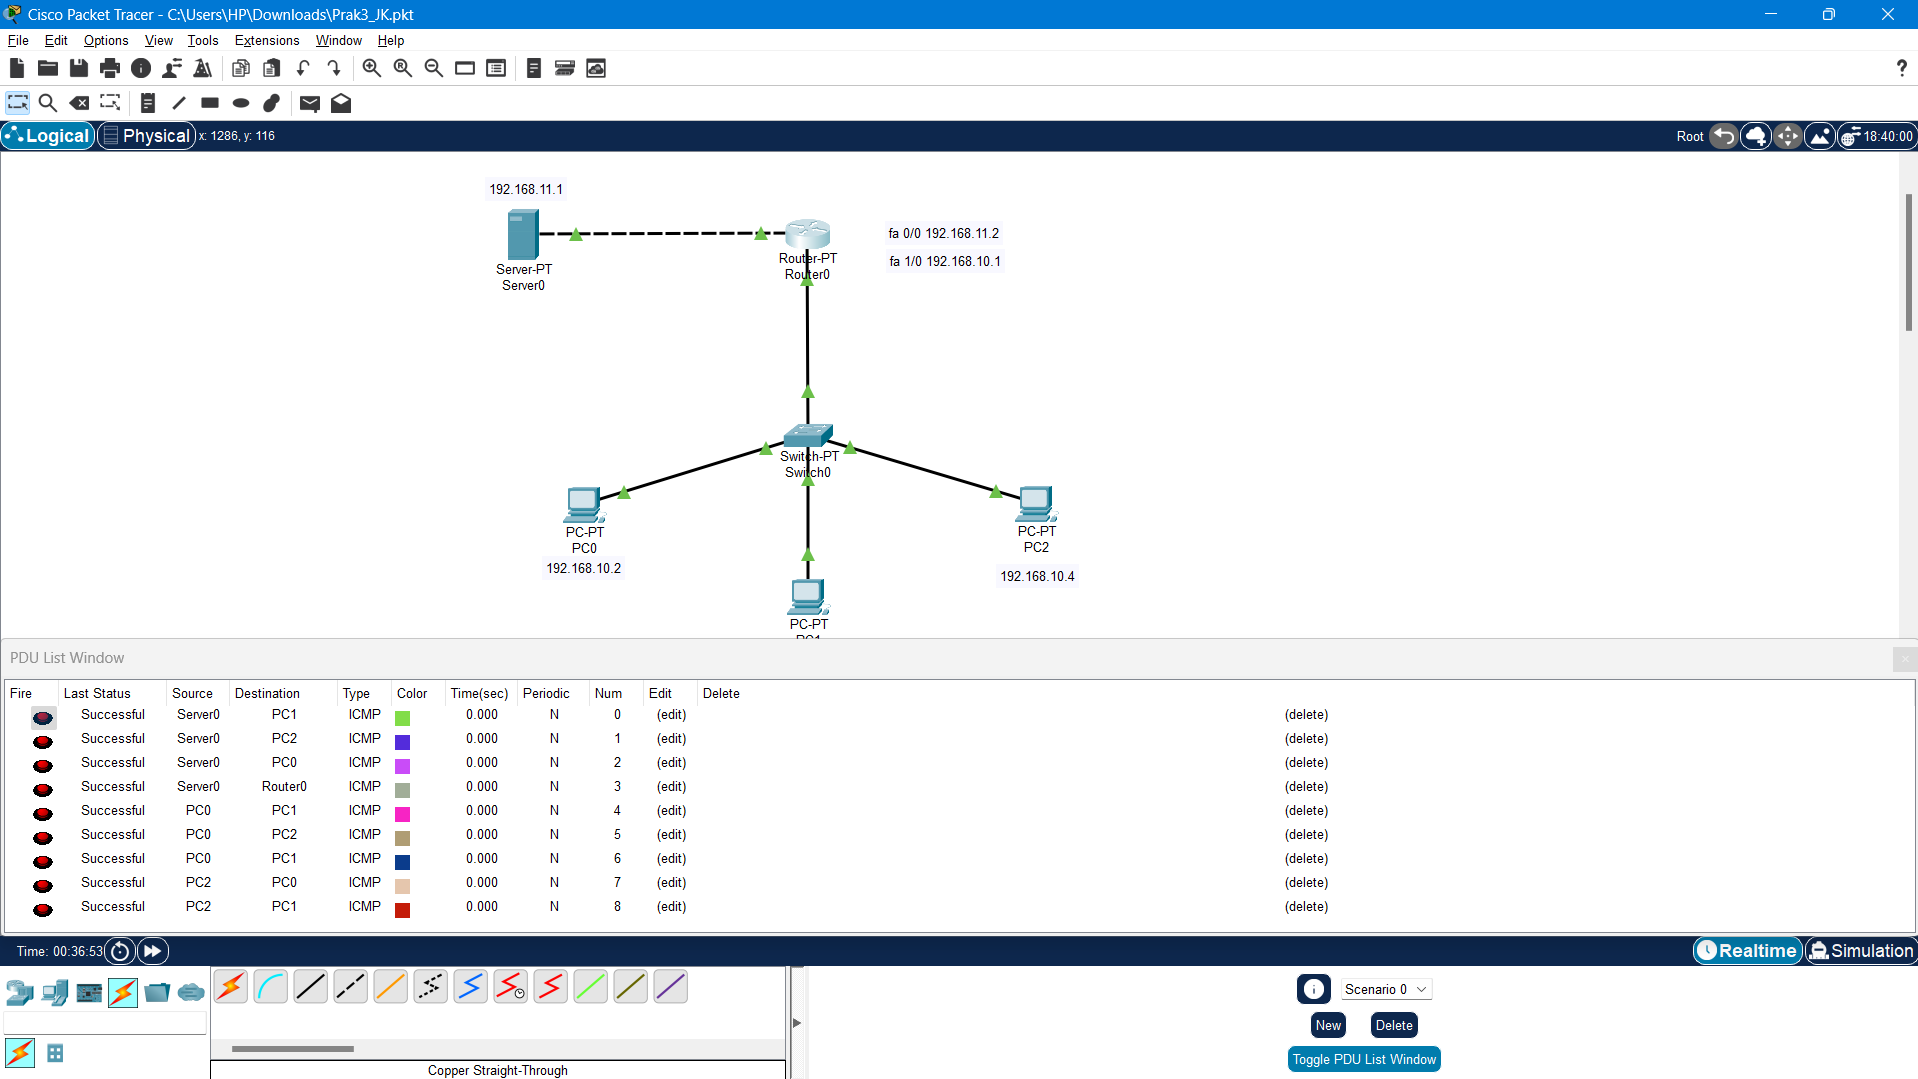 Cisco Packet Tracer - C:\Users\HP\Downloads\Prak3_JK.pkt
File Edit Options View Tools Extensions Window Help
?
Logical Physical x: 1286, y: 116 Root 18:40:00
192.168.11.1
Server-PT
Server0
Router-PT
Router0
fa 0/0 192.168.11.2
fa 1/0 192.168.10.1
Switch-PT
Switch0
PC-PT
PC0
192.168.10.2
PC-PT
PC2
192.168.10.4
PC-PT
PC1
PDU List Window
Fire Last Status Source Destination Type Color Time(sec) Periodic Num Edit Delete
Successful Server0 PC1 ICMP 0.000 N 0 (edit) (delete)
Successful Server0 PC2 ICMP 0.000 N 1 (edit) (delete)
Successful Server0 PC0 ICMP 0.000 N 2 (edit) (delete)
Successful Server0 Router0 ICMP 0.000 N 3 (edit) (delete)
Successful PC0 PC1 ICMP 0.000 N 4 (edit) (delete)
Successful PC0 PC2 ICMP 0.000 N 5 (edit) (delete)
Successful PC0 PC1 ICMP 0.000 N 6 (edit) (delete)
Successful PC2 PC0 ICMP 0.000 N 7 (edit) (delete)
Successful PC2 PC1 ICMP 0.000 N 8 (edit) (delete)
Time: 00:36:53 Realtime Simulation
Scenario 0
New Delete
Toggle PDU List Window
Copper Straight-Through